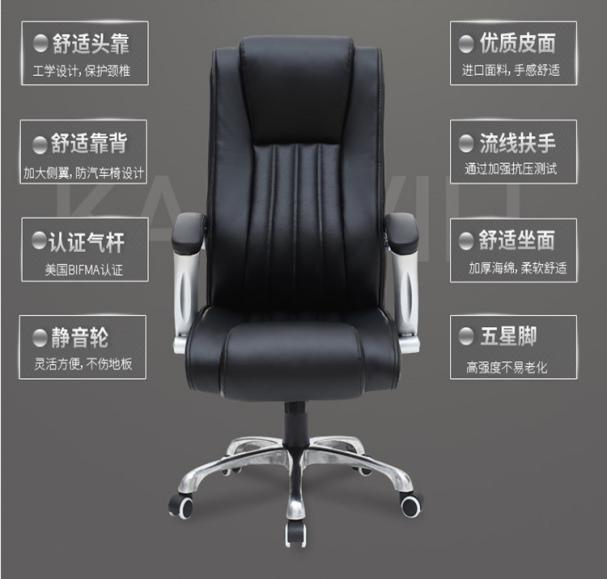 舒适头靠
工学设计, 保护颈椎
舒适靠背
加大侧翼, 防汽车椅设计
认证气杆
美国BIFMA认证
静音轮
灵活方便, 不伤地板
优质皮面
进口面料, 手感舒适
流线扶手
通过加强抗压测试
舒适坐面
加厚海绵, 柔软舒适
五星脚
高强度不易老化